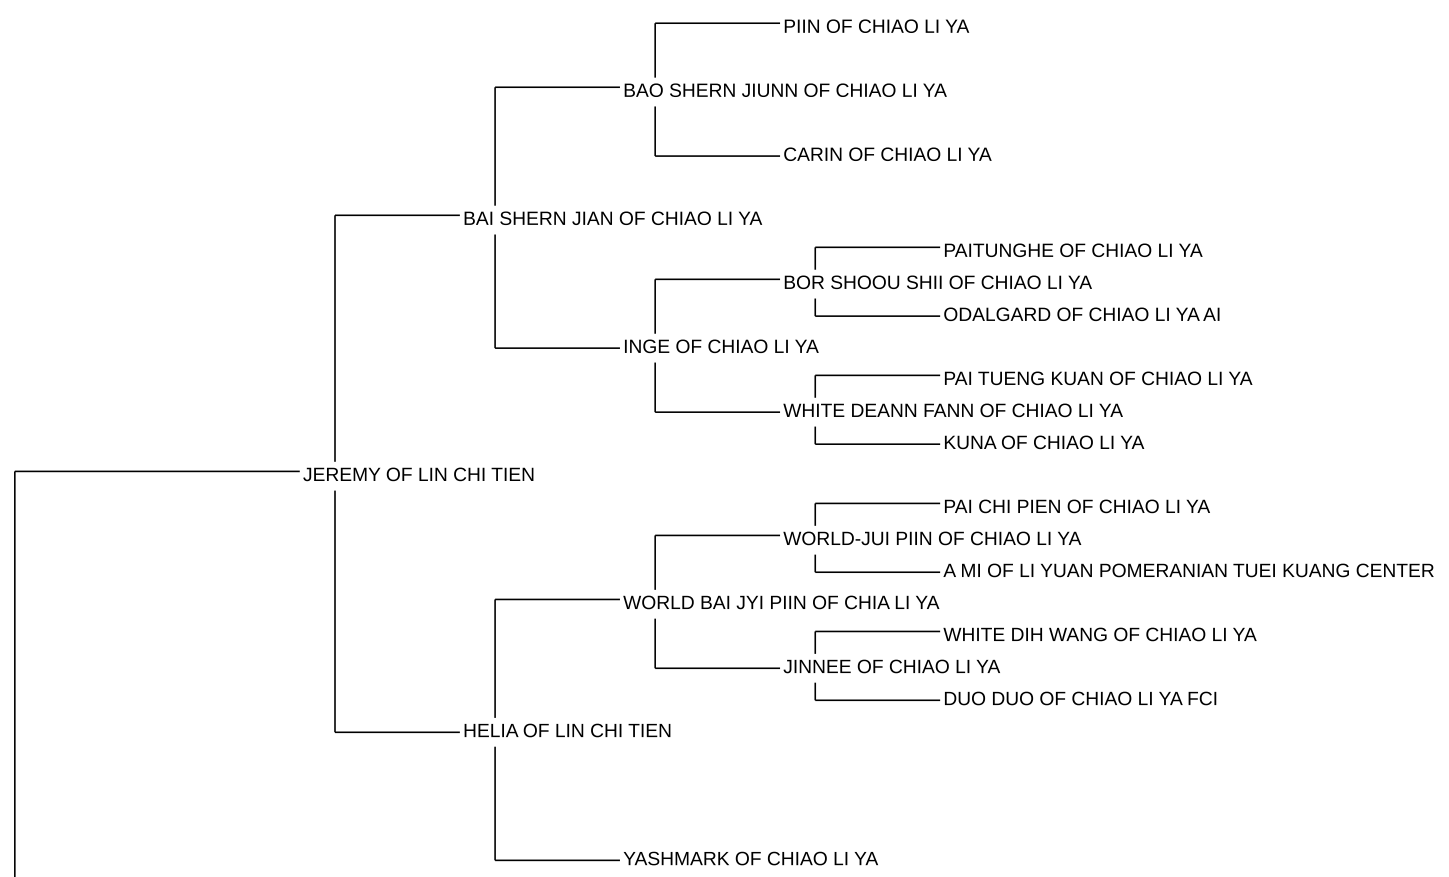 PIIN OF CHIAO LI YA
BAO SHERN JIUNN OF CHIAO LI YA
CARIN OF CHIAO LI YA
BAI SHERN JIAN OF CHIAO LI YA
PAITUNGHE OF CHIAO LI YA
BOR SHOOU SHII OF CHIAO LI YA
ODALGARD OF CHIAO LI YA AI
INGE OF CHIAO LI YA
PAI TUENG KUAN OF CHIAO LI YA
WHITE DEANN FANN OF CHIAO LI YA
KUNA OF CHIAO LI YA
JEREMY OF LIN CHI TIEN
PAI CHI PIEN OF CHIAO LI YA
WORLD-JUI PIIN OF CHIAO LI YA
A MI OF LI YUAN POMERANIAN TUEI KUANG CENTER
WORLD BAI JYI PIIN OF CHIA LI YA
WHITE DIH WANG OF CHIAO LI YA
JINNEE OF CHIAO LI YA
DUO DUO OF CHIAO LI YA FCI
HELIA OF LIN CHI TIEN
YASHMARK OF CHIAO LI YA